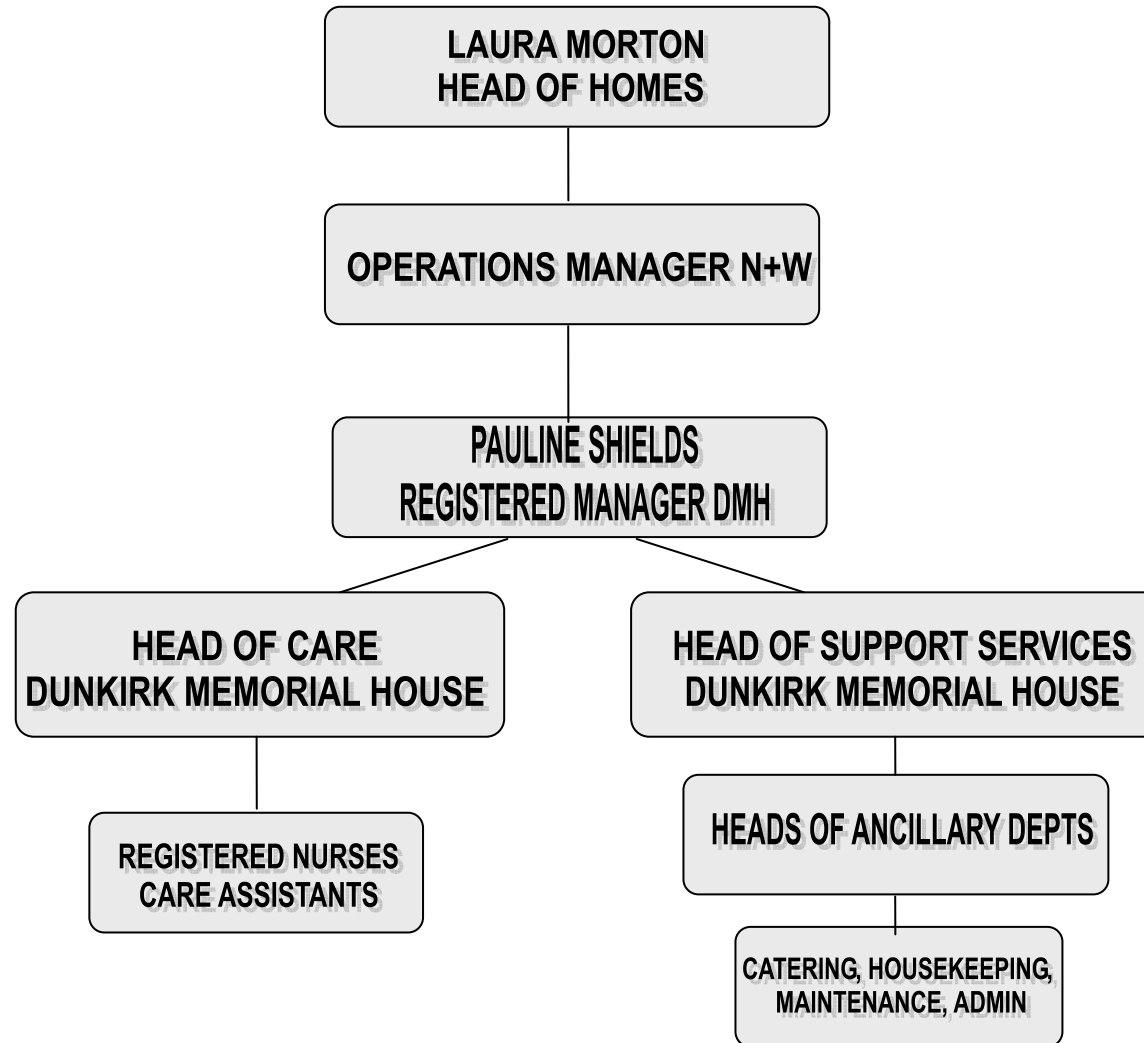 LAURA MORTON
HEAD OF HOMES
OPERATIONS MANAGER N+W
PAULINE SHIELDS
REGISTERED MANAGER DMH
HEAD OF CARE
DUNKIRK MEMORIAL HOUSE
HEAD OF SUPPORT SERVICES
DUNKIRK MEMORIAL HOUSE
REGISTERED NURSES
CARE ASSISTANTS
HEADS OF ANCILLARY DEPTS
CATERING, HOUSEKEEPING,
MAINTENANCE, ADMIN